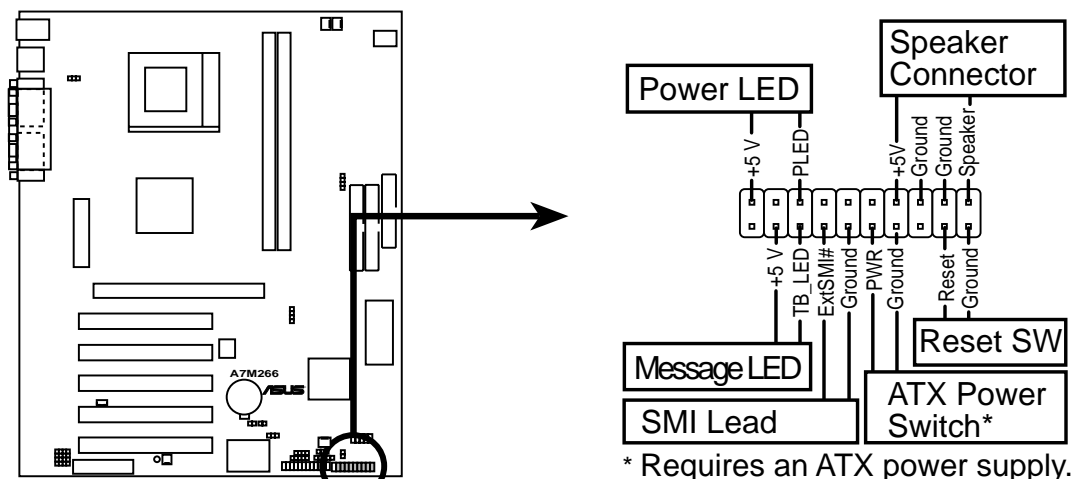 Speaker
Connector
Power LED
+5 V
PLED
+5V
Ground
Ground
Speaker
+5 V
TB_LED
ExtSMI#
Ground
PWR
Ground
Reset
Ground
Reset SW
Message LED
ATX Power
Switch*
SMI Lead
* Requires an ATX power supply.
A7M266
ASUS